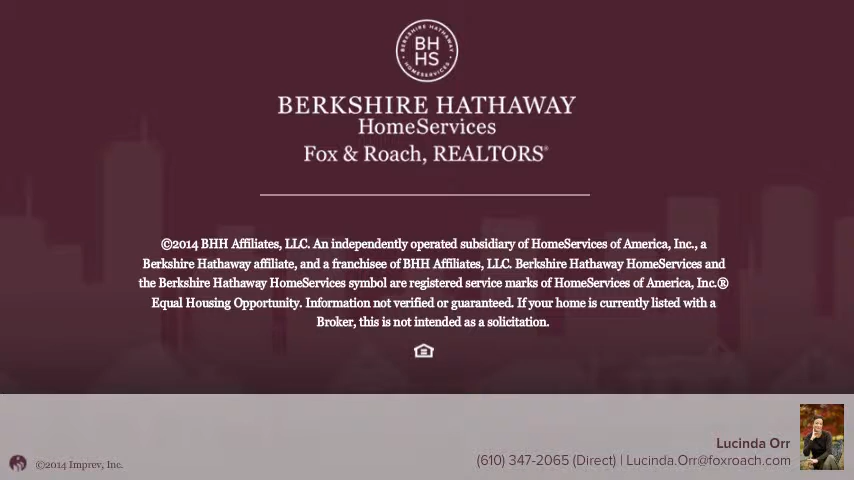 BERKSHIRE HATHAWAY
HOMESERVICES
BH
HS
BERKSHIRE HATHAWAY
HomeServices
Fox & Roach, REALTORS®
©2014 BHH Affiliates, LLC. An independently operated subsidiary of HomeServices of America, Inc., a
Berkshire Hathaway affiliate, and a franchisee of BHH Affiliates, LLC. Berkshire Hathaway HomeServices and
the Berkshire Hathaway HomeServices symbol are registered service marks of HomeServices of America, Inc.®
Equal Housing Opportunity. Information not verified or guaranteed. If your home is currently listed with a
Broker, this is not intended as a solicitation.
Lucinda Orr
(610) 347-2065 (Direct) | Lucinda.Orr@foxroach.com
©2014 Imprev, Inc.